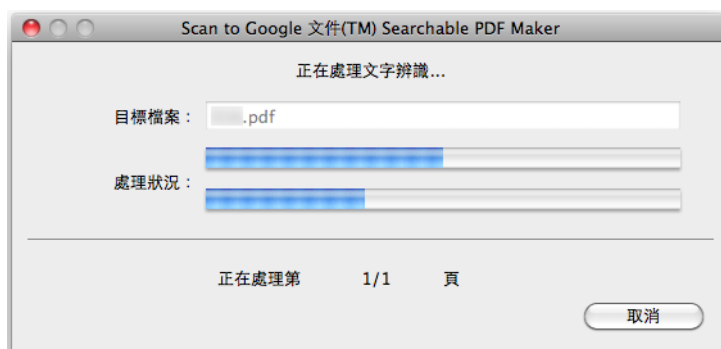 Scan to Google 文件(TM) Searchable PDF Maker
正在處理文字辨識...
目標檔案： .pdf
處理狀況：
正在處理第 1/1 頁
取消